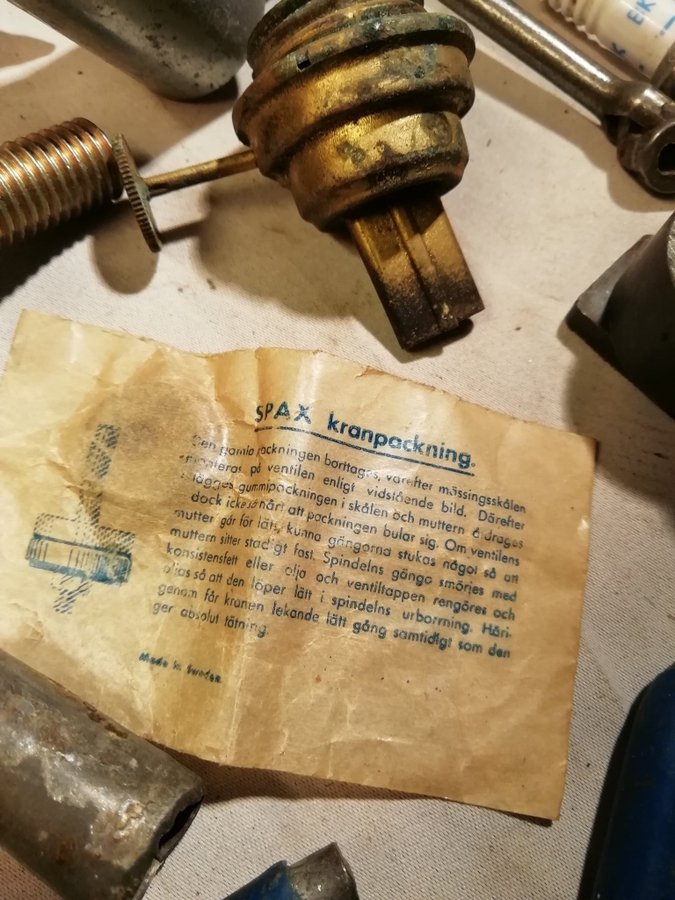 EK
K
SPAX kranpackning.
Den gamla packningen borttages, varefter mässingsskålen
monteras på ventilen enligt vidstående bild. Därefter
ilägges gummipackningen i skålen och muttern å drages
dock icke så hårt att packningen bular sig. Om ventilens
mutter går för lätt, kunna gängorna stukas något så att
muttern sitter stadigt fast. Spindelns gänga smörjes med
konsistensfett eller olja och ventiltappen rengöres och
oljas så att den löper lätt i spindelns urborrning. Häri-
genom får kranen lekande lätt gång samtidigt som den
ger absolut tätning.
Made in Sweden